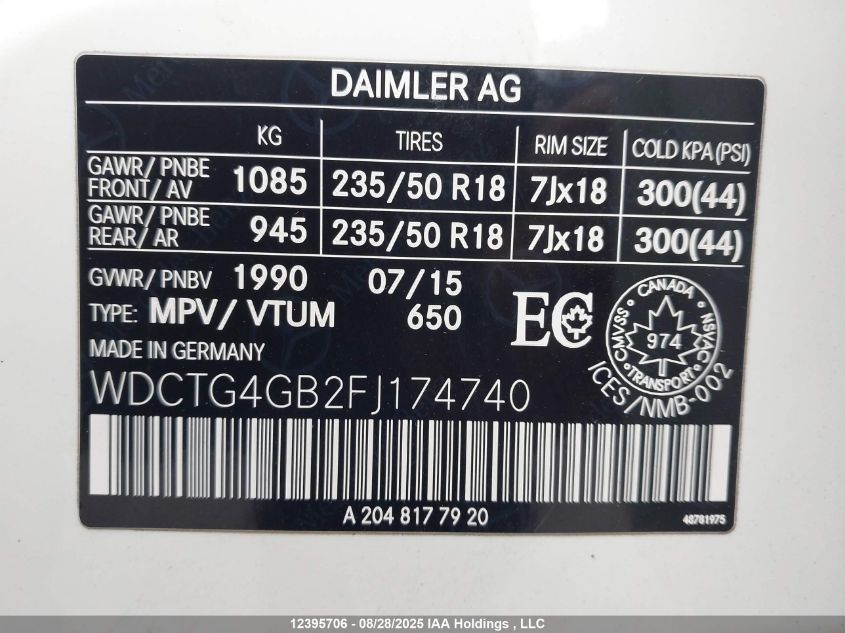 DAIMLER AG
KG TIRES RIM SIZE COLD KPA(PSI)
GAWR/ PNBE FRONT/ AV 1085 235/50 R18 7Jx18 300(44)
GAWR/ PNBE REAR/ AR 945 235/50 R18 7Jx18 300(44)
GVWR/ PNBV 1990 07/15
TYPE: MPV/ VTUM 650
EC
CANADA
CMVSS NSVAC
974
TRANSPORT
ICES/NMB-002
MADE IN GERMANY
WDCTG4GB2FJ174740
A 204 817 79 20
48781975
12395706 - 08/28/2025 IAA Holdings , LLC